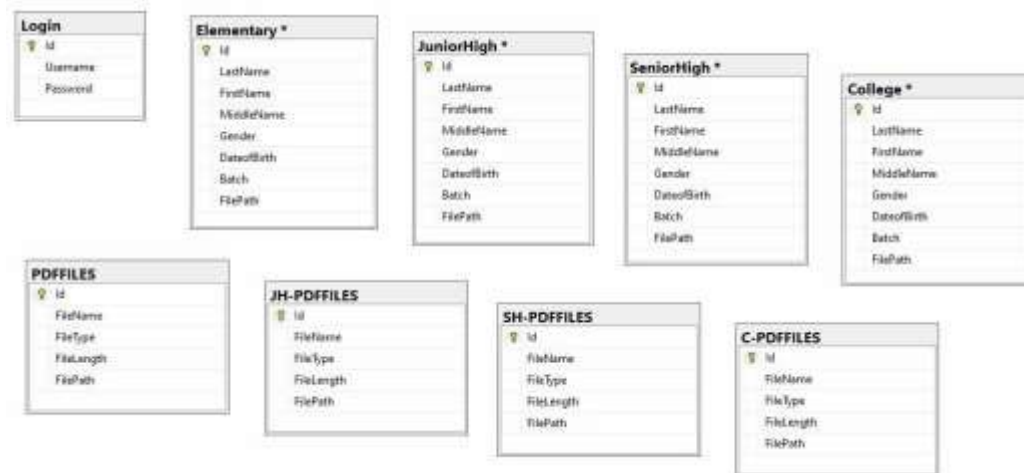 Login
Id
Username
Password
Elementary *
Id
LastName
FirstName
MiddleName
Gender
DateofBirth
Batch
FilePath
JuniorHigh *
Id
LastName
FirstName
MiddleName
Gender
DateofBirth
Batch
FilePath
SeniorHigh *
Id
LastName
FirstName
MiddleName
Gender
DateofBirth
Batch
FilePath
College *
Id
LastName
FirstName
MiddleName
Gender
DateofBirth
Batch
FilePath
PDFFILES
Id
FileName
FileType
FileLength
FilePath
JH-PDFFILES
Id
FileName
FileType
FileLength
FilePath
SH-PDFFILES
Id
FileName
FileType
FileLength
FilePath
C-PDFFILES
Id
FileName
FileType
FileLength
FilePath